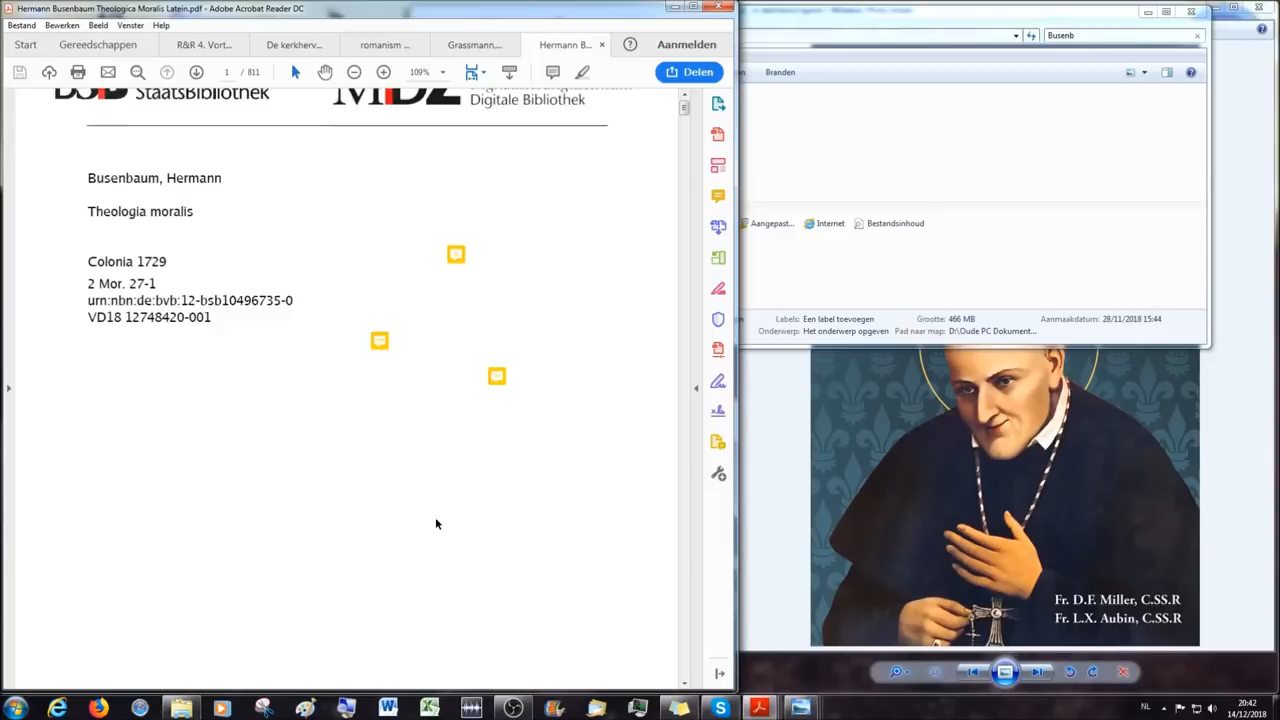 Hermann Busenbaum Theologica Moralis Latein.pdf - Adobe Acrobat Reader DC
Bestand Bewerken Beeld Venster Help
Start Gereedschappen R&R 4. Vort... De kerkherv... romanism ... Grassmann.... Hermann B... Aanmelden
1 / 811 109% Delen
StaatsBibliothek
MDZ
Digitale Bibliothek
Busenbaum, Hermann
Theologia moralis
Colonia 1729
2 Mor. 27-1
urn:nbn:de:bvb:12-bsb10496735-0
VD18 12748420-001
Busenb
Branden
Aangepast... Internet Bestandsinhoud
Labels: Een label toevoegen Grootte: 466 MB Aanmaakdatum: 28/11/2018 15:44
Onderwerp: Het onderwerp opgeven Pad naar map: D:\Oude PC Dokument...
Fr. D.F. Miller, C.SS.R
Fr. L.X. Aubin, C.SS.R
NL 20:42
14/12/2018